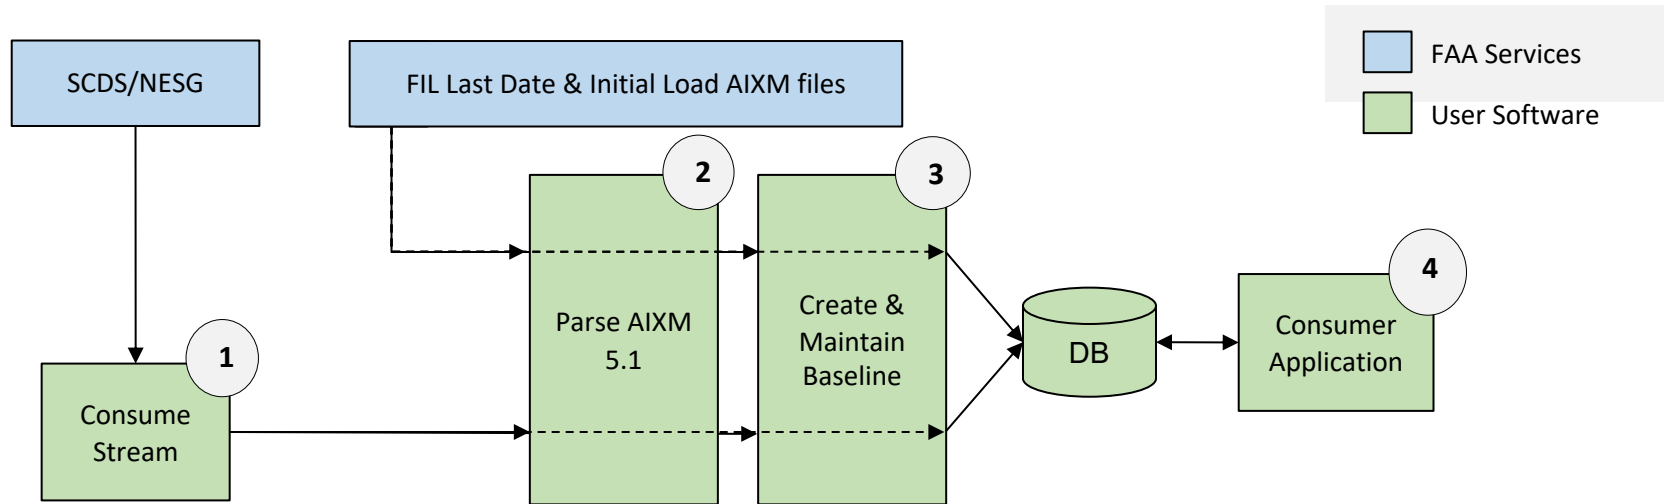 SCDS/NESG
FIL Last Date & Initial Load AIXM files
FAA Services
User Software
2
3
Parse AIXM
5.1
Create &
Maintain
Baseline
DB
4
Consumer
Application
1
Consume
Stream